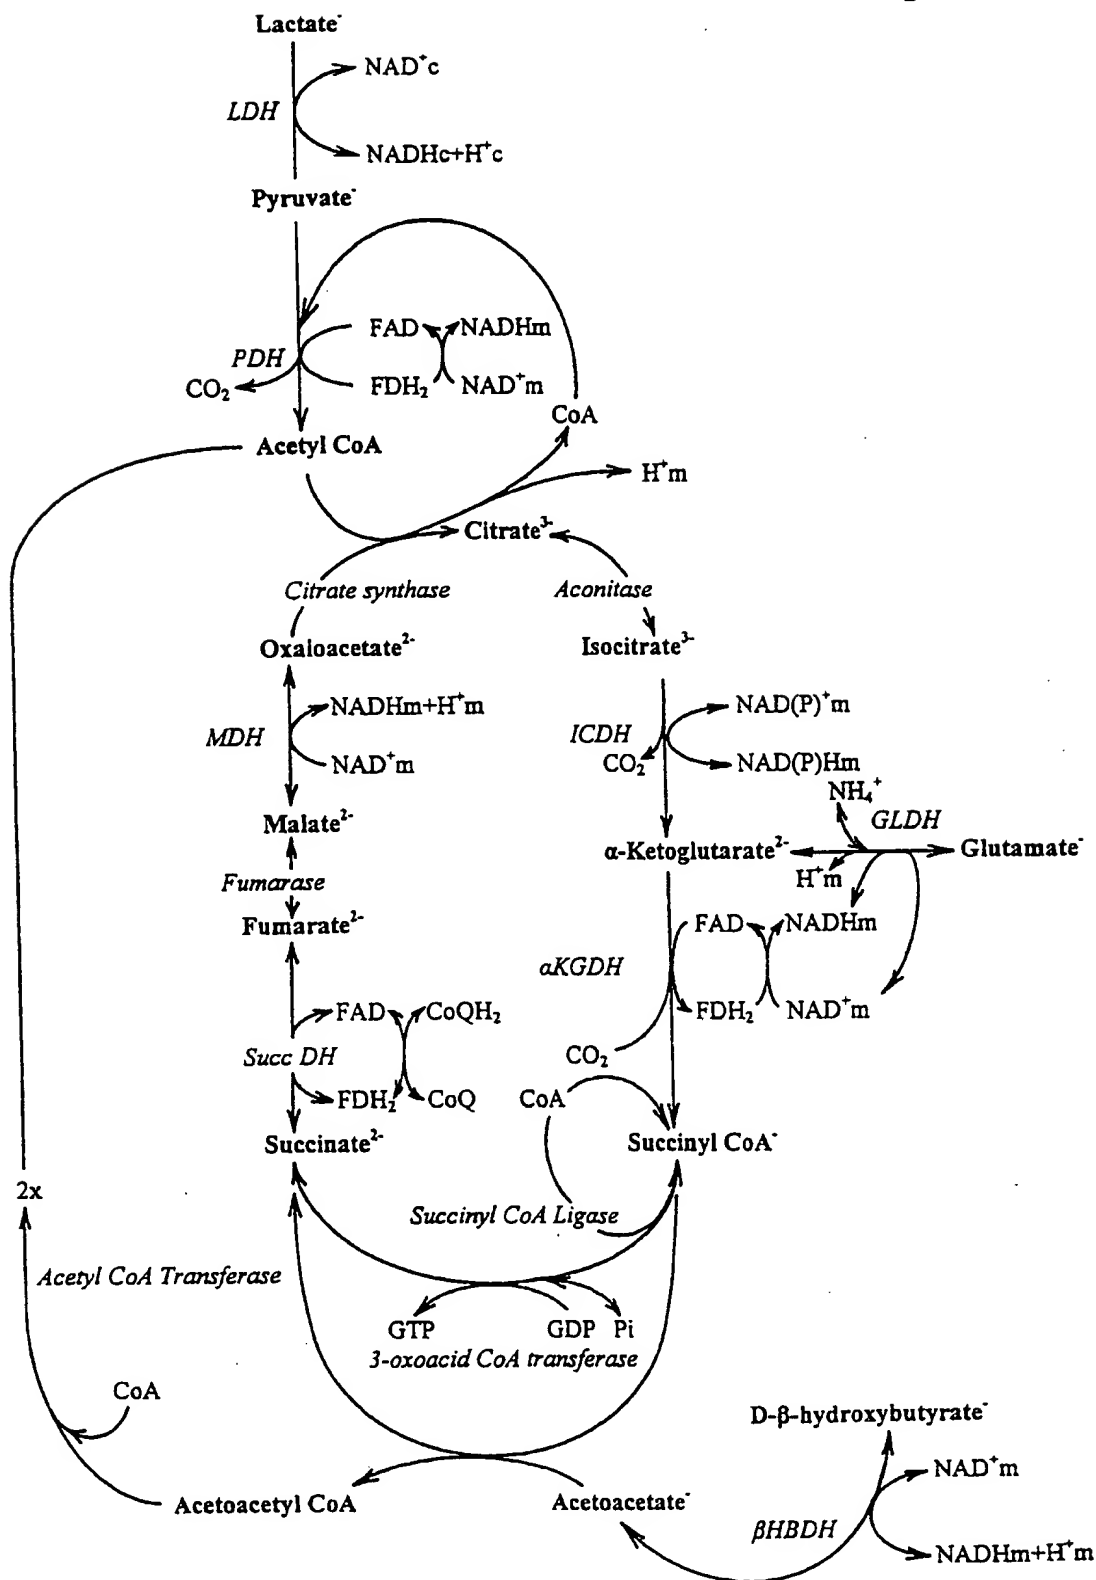 Lactate⁻
NAD⁺c
LDH
NADHc+H⁺c
Pyruvate⁻
FAD NADHm
PDH
CO₂ FDH₂ NAD⁺m
CoA
Acetyl CoA
H⁺m
Citrate³⁻
Citrate synthase Aconitase
Oxaloacetate²⁻ Isocitrate³⁻
NADHm+H⁺m NAD(P)⁺m
MDH ICDH
NAD⁺m CO₂ NAD(P)Hm
NH₄⁺
Malate²⁻ GLDH
α-Ketoglutarate²⁻ Glutamate⁻
Fumarase H⁺m
Fumarate²⁻ FAD NADHm
αKGDH
FAD CoQH₂ FDH₂ NAD⁺m
Succ DH CO₂
FDH₂ CoQ CoA
Succinate²⁻ Succinyl CoA⁻
2x
Succinyl CoA Ligase
Acetyl CoA Transferase
GTP GDP Pi
3-oxoacid CoA transferase
CoA
D-β-hydroxybutyrate⁻
NAD⁺m
Acetoacetyl CoA Acetoacetate⁻
βHBDH
NADHm+H⁺m